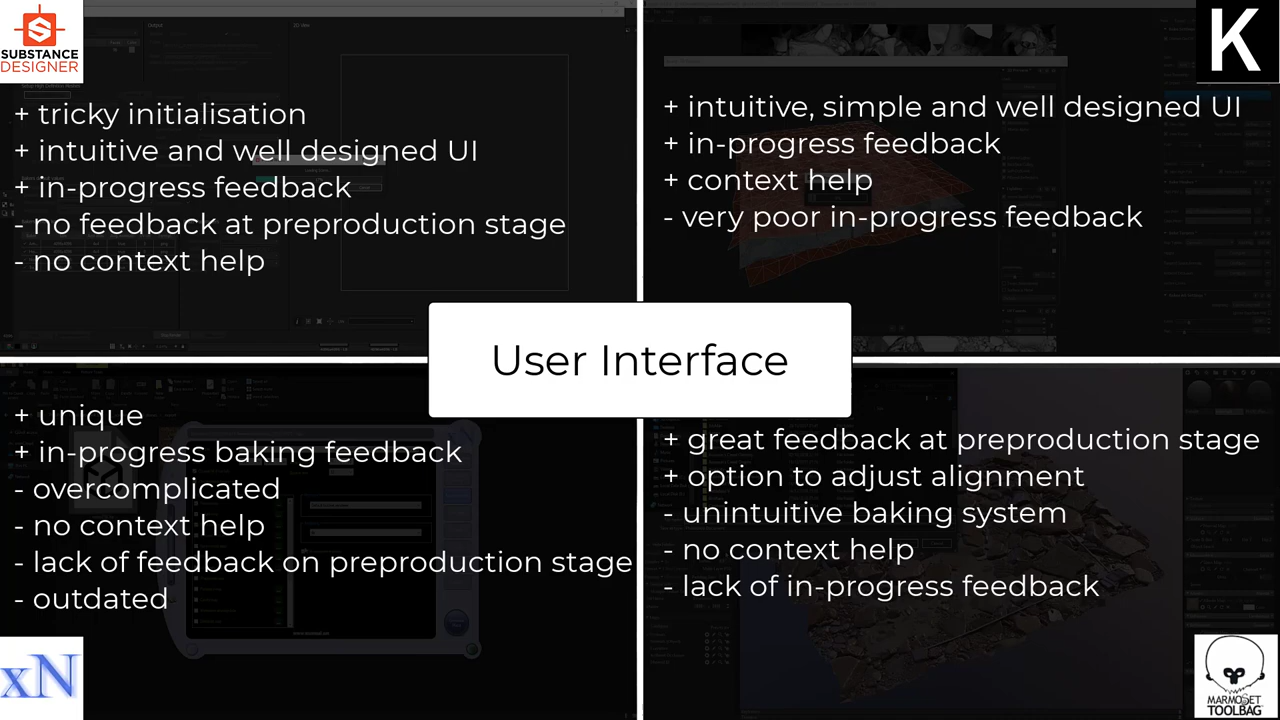 SUBSTANCE
DESIGNER
+ tricky initialisation
+ intuitive and well designed UI
+ in-progress feedback
- no feedback at preproduction stage
- no context help
K
+ intuitive, simple and well designed UI
+ in-progress feedback
+ context help
- very poor in-progress feedback
User Interface
+ unique
+ in-progress baking feedback
- overcomplicated
- no context help
- lack of feedback on preproduction stage
- outdated
xN
+ great feedback at preproduction stage
+ option to adjust alignment
- unintuitive baking system
- no context help
- lack of in-progress feedback
MARMOSET
TOOLBAG